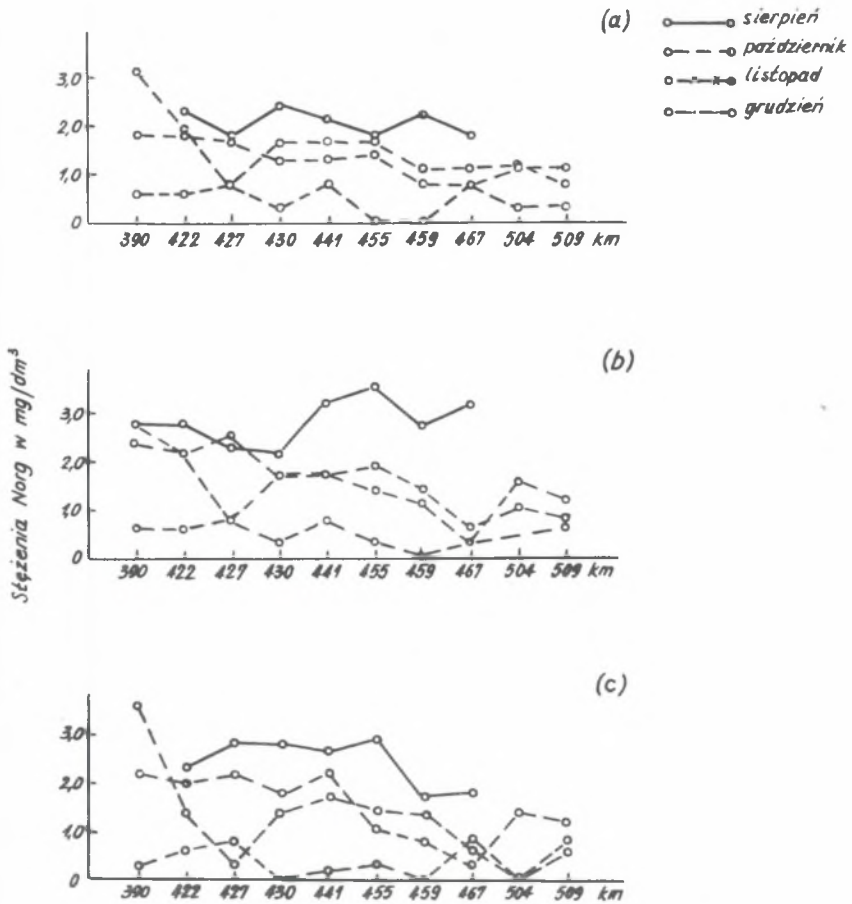 (a)
sierpień
październik
listopad
grudzień
3,0
2,0
1,0
0
390 422 427 430 441 455 459 467 504 509 km
Stężenia Norg w mg/dm³
(b)
3,0
2,0
1,0
0
390 422 427 430 441 455 459 467 504 509 km
(c)
3,0
2,0
1,0
0
390 422 427 430 441 455 459 467 504 509 km